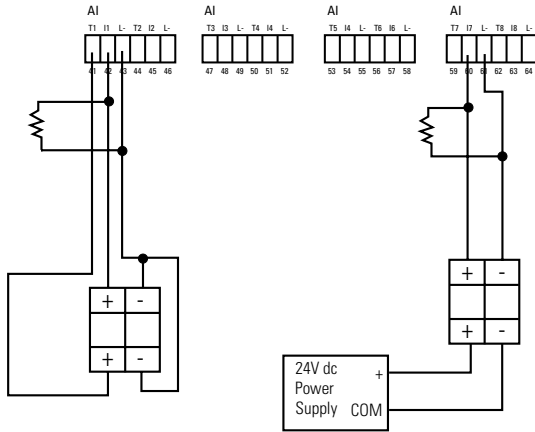 AI AI AI AI
T1 I1 L- T2 I2 L- T3 I3 L- T4 I4 L- T5 I4 L- T6 I6 L- T7 I7 L- T8 I8 L-
41 42 43 44 45 46 47 48 49 50 51 52 53 54 55 56 57 58 59 60 61 62 63 64
+ - + -
+ - + -
24V dc +
Power
Supply COM